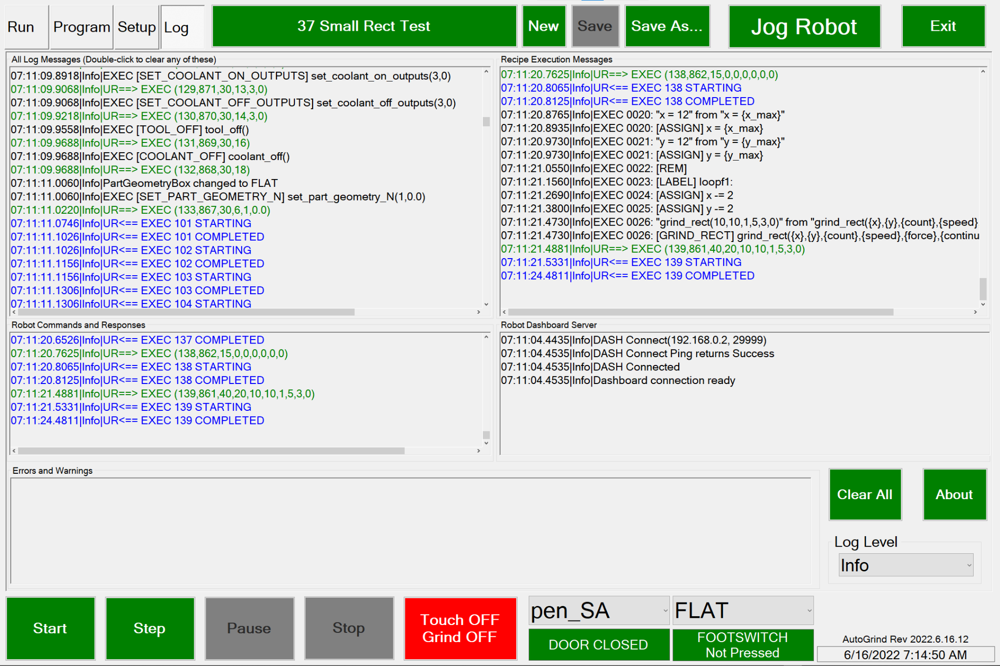 Run Program Setup Log 37 Small Rect Test New Save Save As... Jog Robot Exit
All Log Messages (Double-click to clear any of these)
07:11:09.8918|Info|EXEC [SET_COOLANT_ON_OUTPUTS] set_coolant_on_outputs(3,0)
07:11:09.9068|Info|UR==> EXEC (129,871,30,13,3,0)
07:11:09.9068|Info|EXEC [SET_COOLANT_OFF_OUTPUTS] set_coolant_off_outputs(3,0)
07:11:09.9218|Info|UR==> EXEC (130,870,30,14,3,0)
07:11:09.9558|Info|EXEC [TOOL_OFF] tool_off()
07:11:09.9688|Info|UR==> EXEC (131,869,30,16)
07:11:09.9688|Info|EXEC [COOLANT_OFF] coolant_off()
07:11:09.9688|Info|UR==> EXEC (132,868,30,18)
07:11:11.0060|Info|PartGeometryBox changed to FLAT
07:11:11.0060|Info|EXEC [SET_PART_GEOMETRY_N] set_part_geometry_N(1,0.0)
07:11:11.0220|Info|UR==> EXEC (133,867,30,6,1,0.0)
07:11:11.0746|Info|UR<== EXEC 101 STARTING
07:11:11.1026|Info|UR<== EXEC 101 COMPLETED
07:11:11.1026|Info|UR<== EXEC 102 STARTING
07:11:11.1156|Info|UR<== EXEC 102 COMPLETED
07:11:11.1156|Info|UR<== EXEC 103 STARTING
07:11:11.1306|Info|UR<== EXEC 103 COMPLETED
07:11:11.1306|Info|UR<== EXEC 104 STARTING
Recipe Execution Messages
07:11:20.7625|Info|UR==> EXEC (138,862,15,0,0,0,0,0,0)
07:11:20.8065|Info|UR<== EXEC 138 STARTING
07:11:20.8125|Info|UR<== EXEC 138 COMPLETED
07:11:20.8765|Info|EXEC 0020: "x = 12" from "x = {x_max}"
07:11:20.8935|Info|EXEC 0020: [ASSIGN] x = {x_max}
07:11:20.9730|Info|EXEC 0021: "y = 12" from "y = {y_max}"
07:11:20.9730|Info|EXEC 0021: [ASSIGN] y = {y_max}
07:11:21.0550|Info|EXEC 0022: [REM]
07:11:21.1560|Info|EXEC 0023: [LABEL] loopf1:
07:11:21.2690|Info|EXEC 0024: [ASSIGN] x -= 2
07:11:21.3800|Info|EXEC 0025: [ASSIGN] y -= 2
07:11:21.4730|Info|EXEC 0026: "grind_rect(10,10,1,5,3,0)" from "grind_rect({x},{y},{count},{speed}
07:11:21.4730|Info|EXEC 0026: [GRIND_RECT] grind_rect({x},{y},{count},{speed},{force},{continu
07:11:21.4881|Info|UR==> EXEC (139,861,40,20,10,10,1,5,3,0)
07:11:21.5331|Info|UR<== EXEC 139 STARTING
07:11:24.4811|Info|UR<== EXEC 139 COMPLETED
Robot Commands and Responses
07:11:20.6526|Info|UR<== EXEC 137 COMPLETED
07:11:20.7625|Info|UR==> EXEC (138,862,15,0,0,0,0,0,0)
07:11:20.8065|Info|UR<== EXEC 138 STARTING
07:11:20.8125|Info|UR<== EXEC 138 COMPLETED
07:11:21.4881|Info|UR==> EXEC (139,861,40,20,10,10,1,5,3,0)
07:11:21.5331|Info|UR<== EXEC 139 STARTING
07:11:24.4811|Info|UR<== EXEC 139 COMPLETED
Robot Dashboard Server
07:11:04.4435|Info|DASH Connect(192.168.0.2, 29999)
07:11:04.4535|Info|DASH Connect Ping returns Success
07:11:04.4535|Info|DASH Connected
07:11:04.4535|Info|Dashboard connection ready
Errors and Warnings
Clear All About
Log Level
Info
Start Step Pause Stop
Touch OFF
Grind OFF
pen_SA FLAT
DOOR CLOSED
FOOTSWITCH
Not Pressed
AutoGrind Rev 2022.6.16.12
6/16/2022 7:14:50 AM